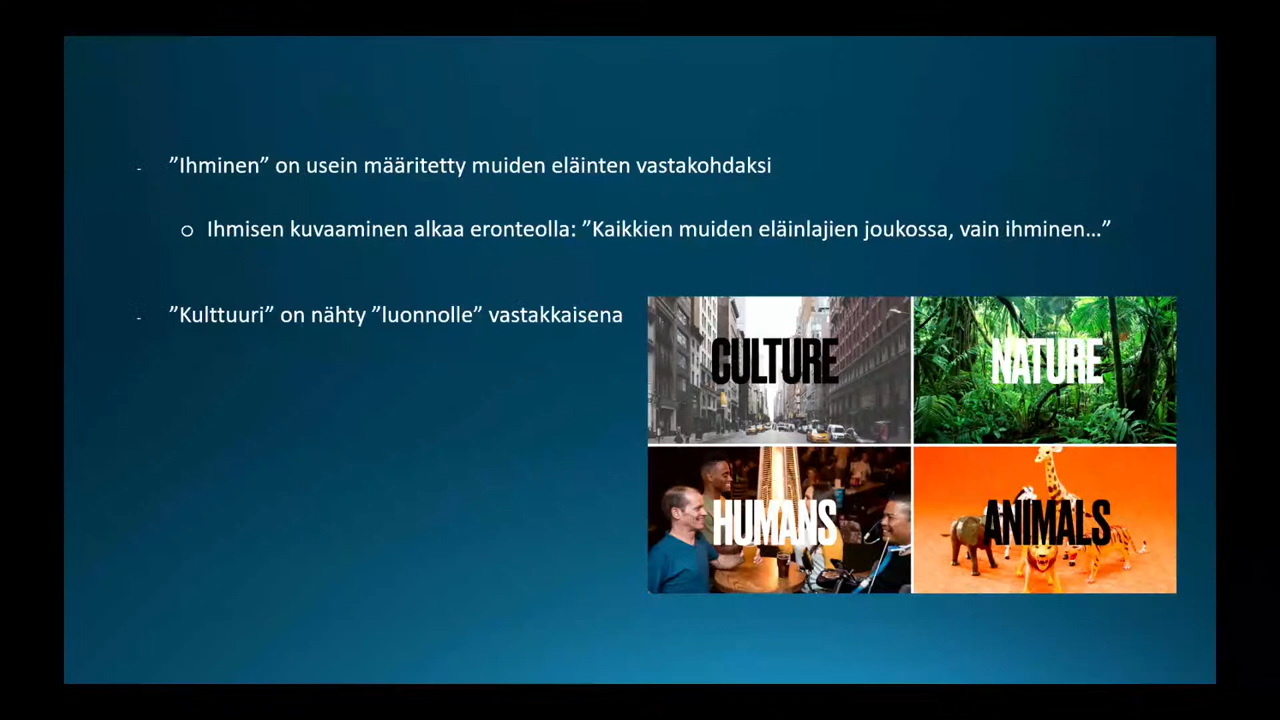 - ”Ihminen” on usein määritetty muiden eläinten vastakohdaksi
o Ihmisen kuvaaminen alkaa eronteolla: ”Kaikkien muiden eläinlajien joukossa, vain ihminen…”
- ”Kulttuuri” on nähty ”luonnolle” vastakkaisena
CULTURE
NATURE
HUMANS
ANIMALS